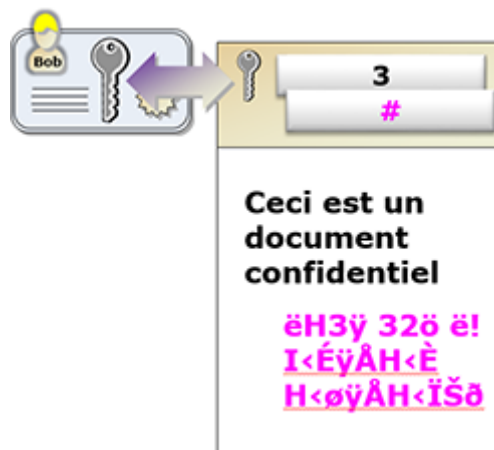 Bob
3
#
Ceci est un
document
confidentiel
ëH3ÿ 32ö ë!
I‹ÉÿÅH‹È
H‹øÿÅH‹ÏŠð